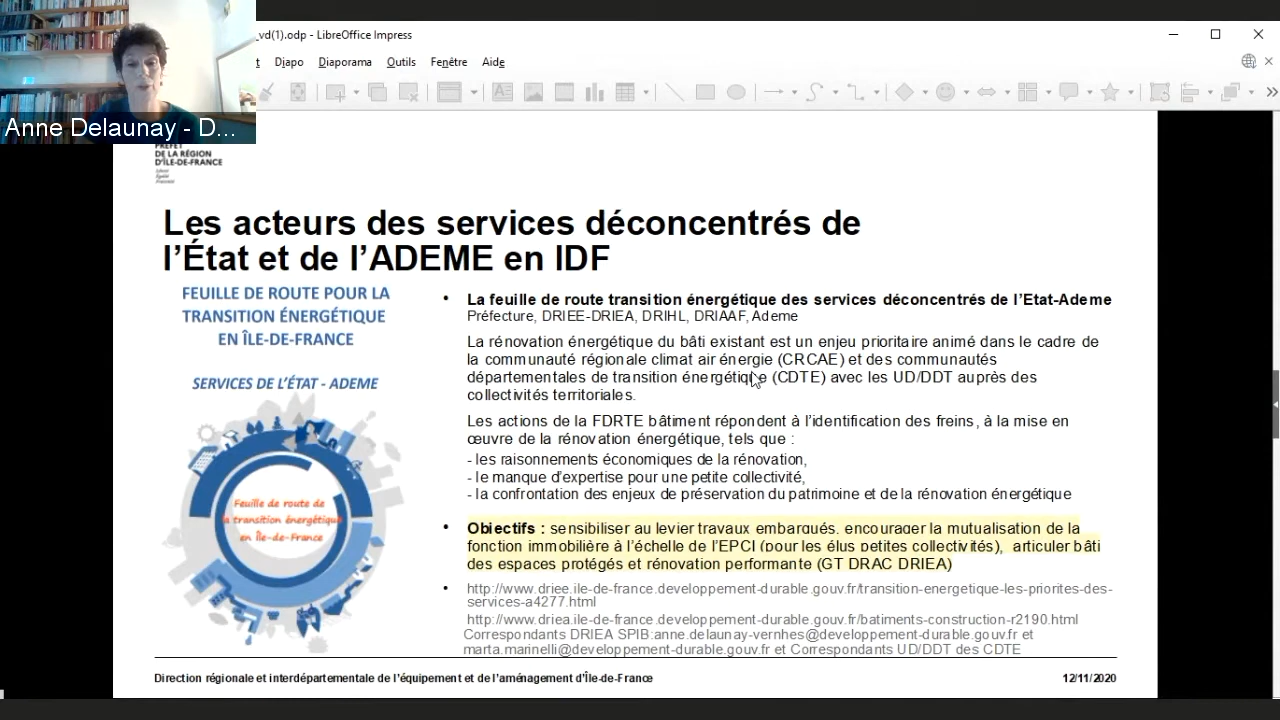 _vd(1).odp - LibreOffice Impress
t Diapo Diaporama Outils Fenêtre Aide
Anne Delaunay - D...
PRÉFET
DE LA RÉGION
D'ÎLE-DE-FRANCE
Liberté
Égalité
Fraternité
Les acteurs des services déconcentrés de
l'État et de l'ADEME en IDF
FEUILLE DE ROUTE POUR LA
TRANSITION ÉNERGÉTIQUE
EN ÎLE-DE-FRANCE
SERVICES DE L'ÉTAT - ADEME
Feuille de route de
la transition énergétique
en Île-de-France
• La feuille de route transition énergétique des services déconcentrés de l'Etat-Ademe
Préfecture, DRIEE-DRIEA, DRIHL, DRIAAF, Ademe
La rénovation énergétique du bâti existant est un enjeu prioritaire animé dans le cadre de
la communauté régionale climat air énergie (CRCAE) et des communautés
départementales de transition énergétique (CDTE) avec les UD/DDT auprès des
collectivités territoriales.
Les actions de la FDRTE bâtiment répondent à l'identification des freins, à la mise en
œuvre de la rénovation énergétique, tels que :
- les raisonnements économiques de la rénovation,
- le manque d'expertise pour une petite collectivité,
- la confrontation des enjeux de préservation du patrimoine et de la rénovation énergétique
• Objectifs : sensibiliser au levier travaux embarqués, encourager la mutualisation de la
fonction immobilière à l'échelle de l'EPCI (pour les élus petites collectivités), articuler bâti
des espaces protégés et rénovation performante (GT DRAC DRIEA)
• http://www.driee.ile-de-france.developpement-durable.gouv.fr/transition-energetique-les-priorites-des-
services-a4277.html
http://www.driea.ile-de-france.developpement-durable.gouv.fr/batiments-construction-r2190.html
Correspondants DRIEA SPIB:anne.delaunay-vernhes@developpement-durable.gouv.fr et
marta.marinelli@developpement-durable.gouv.fr et Correspondants UD/DDT des CDTE
Direction régionale et interdépartementale de l'équipement et de l'aménagement d'Île-de-France
12/11/2020